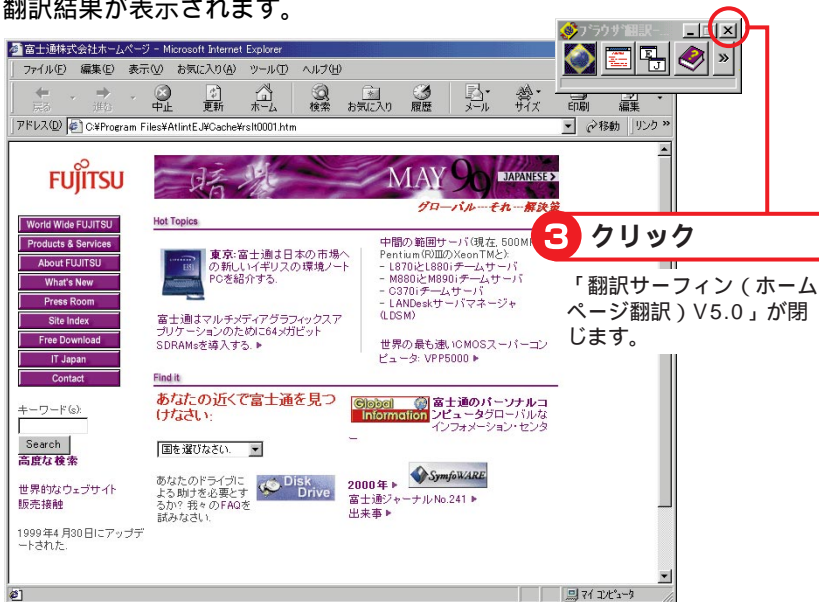 翻訳結果が表示されます。
ブラウザ翻訳-
富士通株式会社ホームページ - Microsoft Internet Explorer
ファイル(F) 編集(E) 表示(V) お気に入り(A) ツール(T) ヘルプ(H)
戻る 進む 中止 更新 ホーム 検索 お気に入り 履歴 メール サイズ 印刷 編集
アドレス(D) C:¥Program Files¥AtlintEJ¥Cache¥rslt0001.htm 移動 リンク »
FUJITSU
暗黙 MAY 99 JAPANESE >
グローバル---それ---解決策
World Wide FUJITSU
Products & Services
About FUJITSU
What's New
Press Room
Site Index
Free Download
IT Japan
Contact
キーワード(s):
Search
高度な検索
世界的なウェブサイト
販売接触
1999年4月30日にアップデ
ートされた.
Hot Topics
東京:富士通は日本の市場へ
の新しいイギリスの環境ノート
PCを紹介する.
富士通はマルチメディアグラフィックスア
プリケーションのために64メガビット
SDRAMsを導入する.
中間の範囲サーバ(現在, 500M
Pentium(R)ⅢのXeonTMと):
- L870iとL880iチームサーバ
- M880iとM890iチームサーバ
- C370iチームサーバ
- LANDeskサーバマネージャ
(LDSM)
世界の最も速いCMOSスーパーコン
ピュータ: VPP5000
Find it
あなたの近くで富士通を見つ
けなさい:
国を選びなさい.
あなたのドライブに
よる助けを必要とす
るか? 我々のFAQを
試みなさい.
Disk Drive
Global Information
富士通のパーソナルコ
ンピュータグローバルな
インフォメーション・センタ
ー
2000年
SymfoWARE
富士通ジャーナルNo.241
出来事
マイ コンピュータ
3 クリック
「翻訳サーフィン(ホーム
ページ翻訳)V5.0」が閉
じます。